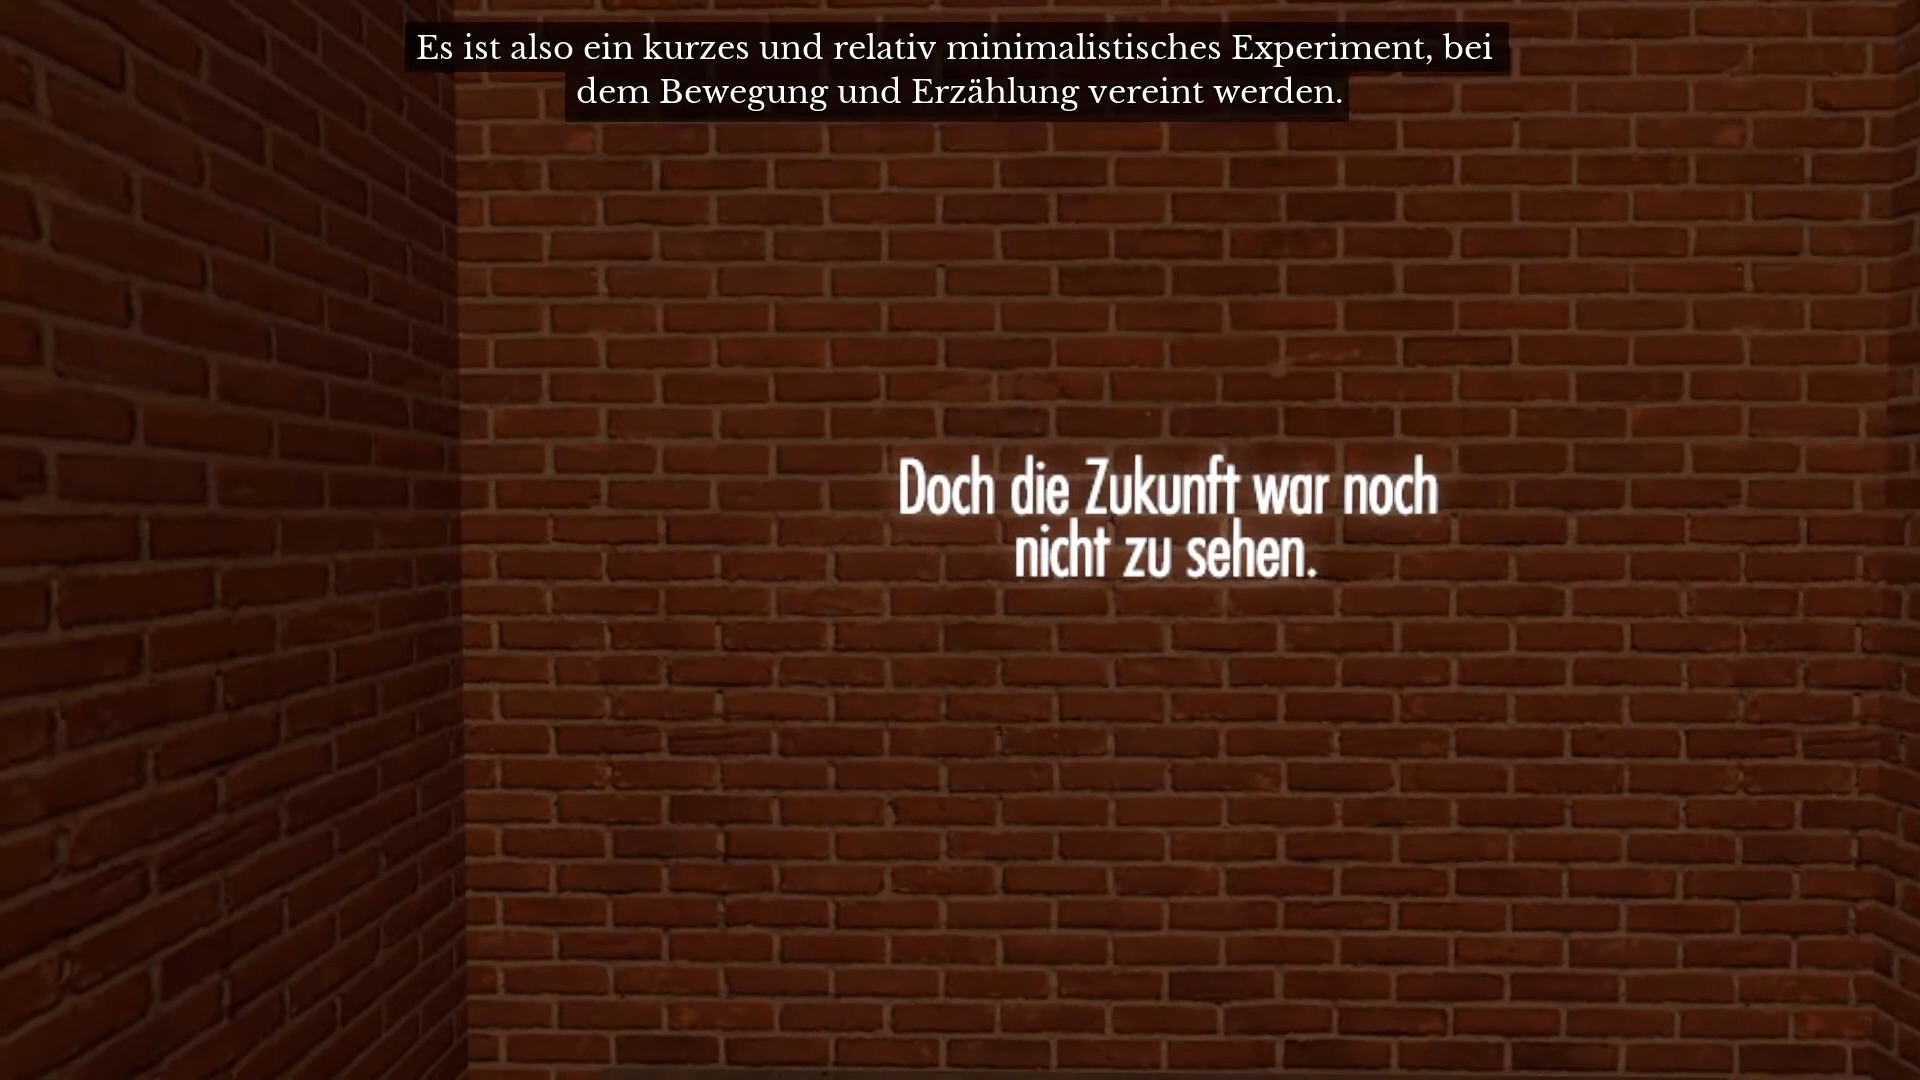 Es ist also ein kurzes und relativ minimalistisches Experiment, bei
dem Bewegung und Erzählung vereint werden.
Doch die Zukunft war noch
nicht zu sehen.